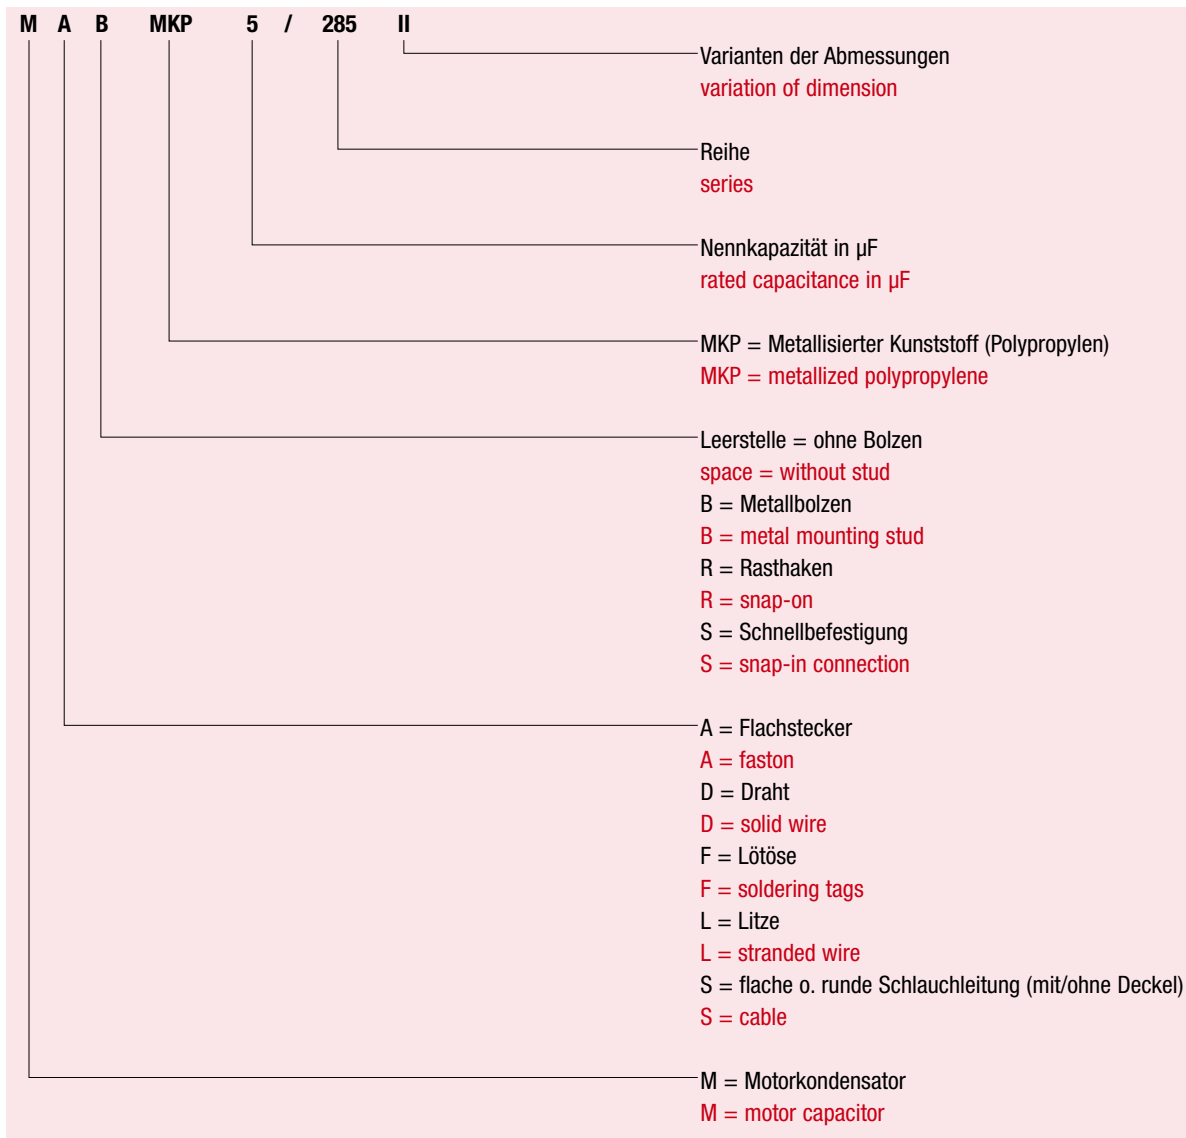 M A B MKP 5 / 285 II
Varianten der Abmessungen
variation of dimension
Reihe
series
Nennkapazität in µF
rated capacitance in µF
MKP = Metallisierter Kunststoff (Polypropylen)
MKP = metallized polypropylene
Leerstelle = ohne Bolzen
space = without stud
B = Metallbolzen
B = metal mounting stud
R = Rasthaken
R = snap-on
S = Schnellbefestigung
S = snap-in connection
A = Flachstecker
A = faston
D = Draht
D = solid wire
F = Lötöse
F = soldering tags
L = Litze
L = stranded wire
S = flache o. runde Schlauchleitung (mit/ohne Deckel)
S = cable
M = Motorkondensator
M = motor capacitor